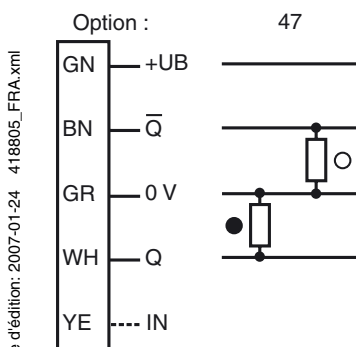 Option : 47
GN +UB
BN Q̅
GR 0 V
WH Q
YE IN
e d'édition: 2007-01-24 418805_FRA.xml